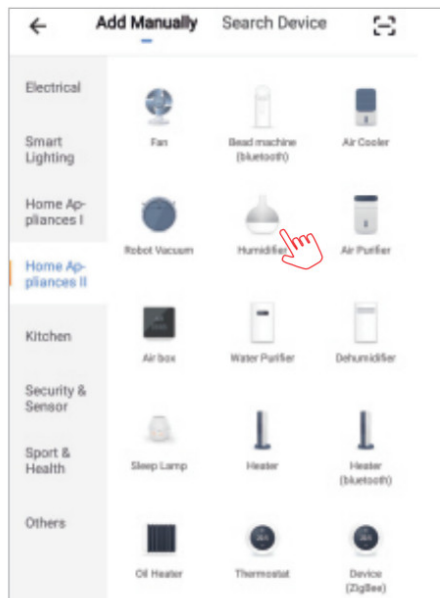 Add Manually
Search Device
Electrical
Smart
Lighting
Home Ap-
pliances I
Home Ap-
pliances II
Kitchen
Security &
Sensor
Sport &
Health
Others
Fan
Bead machine
(bluetooth)
Air Cooler
Robot Vacuum
Humidifier
Air Purifier
Air box
Water Purifier
Dehumidifier
Sleep Lamp
Heater
Heater
(bluetooth)
Oil Heater
Thermostat
Device
(ZigBee)